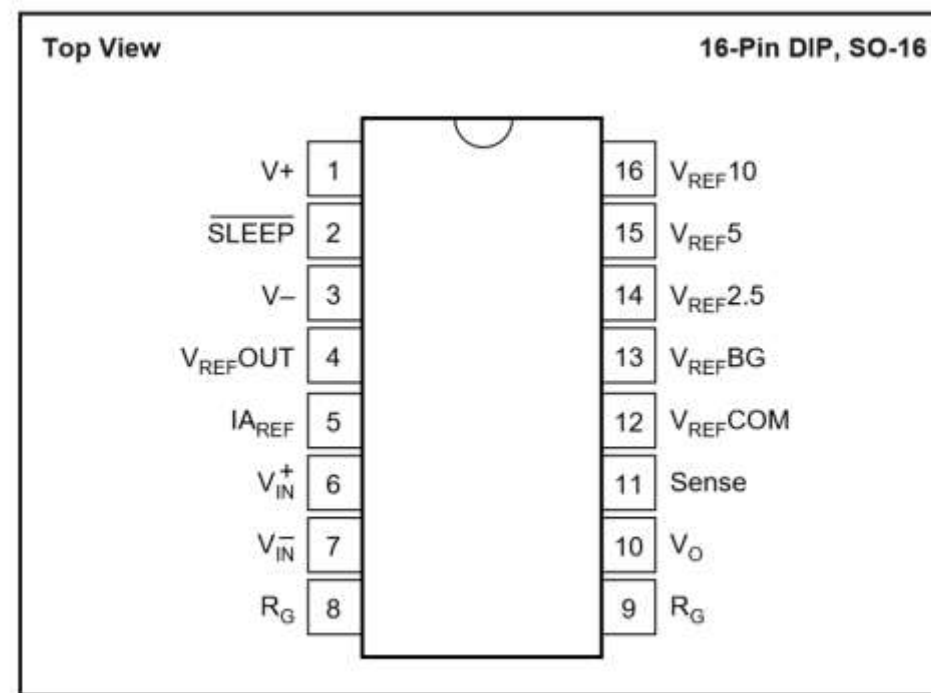 Top View 16-Pin DIP, SO-16
V+ 1 16 VREF10
SLEEP 2 15 VREF5
V– 3 14 VREF2.5
VREFOUT 4 13 VREFBG
IAREF 5 12 VREFCOM
V+IN 6 11 Sense
V–IN 7 10 VO
RG 8 9 RG